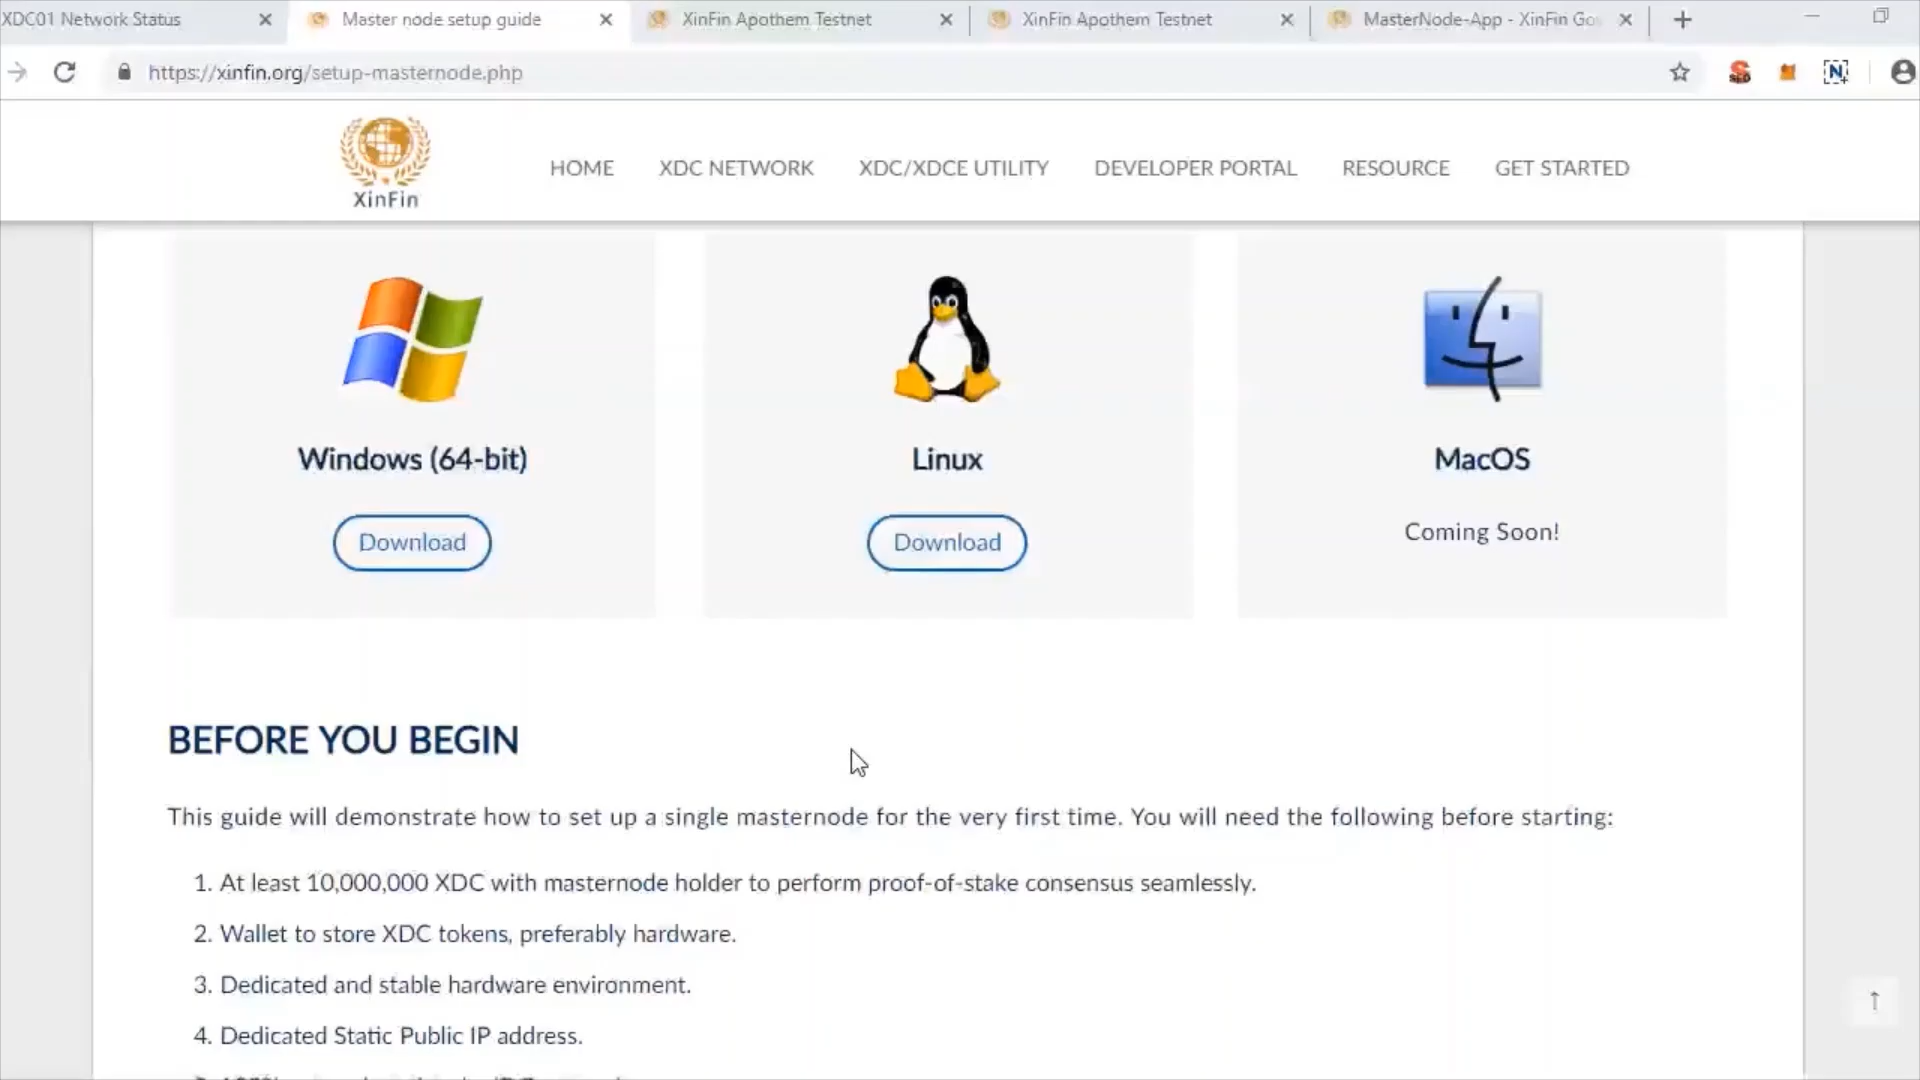 XDC01 Network Status
Master node setup guide
XinFin Apothem Testnet
XinFin Apothem Testnet
MasterNode-App - XinFin Go
https://xinfin.org/setup-masternode.php
XinFin
HOME
XDC NETWORK
XDC/XDCE UTILITY
DEVELOPER PORTAL
RESOURCE
GET STARTED
Windows (64-bit)
Linux
MacOS
Download
Download
Coming Soon!
BEFORE YOU BEGIN
This guide will demonstrate how to set up a single masternode for the very first time. You will need the following before starting:
1. At least 10,000,000 XDC with masternode holder to perform proof-of-stake consensus seamlessly.
2. Wallet to store XDC tokens, preferably hardware.
3. Dedicated and stable hardware environment.
4. Dedicated Static Public IP address.